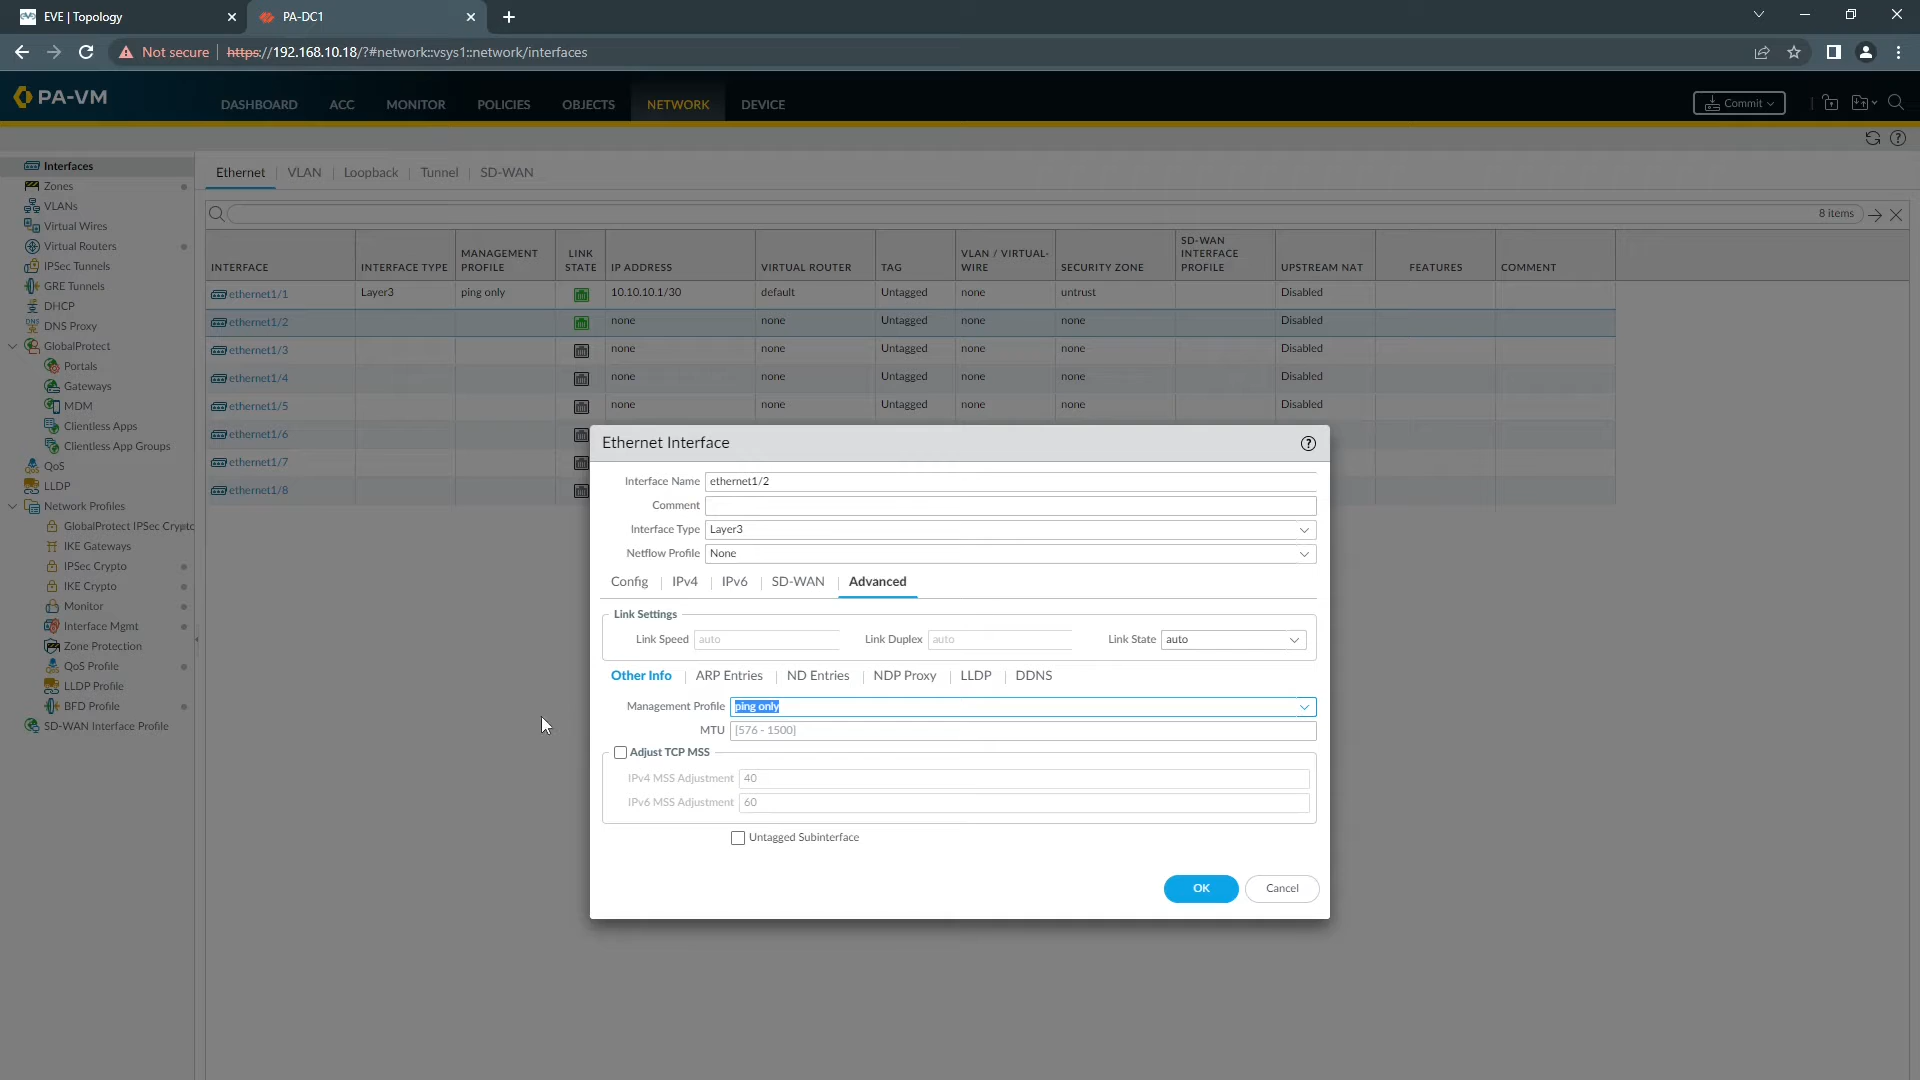 EVE | Topology
PA-DC1
Not secure
https://192.168.10.18/?#network::vsys1::network/interfaces
PA-VM
DASHBOARD
ACC
MONITOR
POLICIES
OBJECTS
NETWORK
DEVICE
Commit
Interfaces
Zones
VLANs
Virtual Wires
Virtual Routers
IPSec Tunnels
GRE Tunnels
DHCP
DNS Proxy
GlobalProtect
Portals
Gateways
MDM
Clientless Apps
Clientless App Groups
QoS
LLDP
Network Profiles
GlobalProtect IPSec Crypto
IKE Gateways
IPSec Crypto
IKE Crypto
Monitor
Interface Mgmt
Zone Protection
QoS Profile
LLDP Profile
BFD Profile
SD-WAN Interface Profile
Ethernet
VLAN
Loopback
Tunnel
SD-WAN
8 items
INTERFACE
INTERFACE TYPE
MANAGEMENT PROFILE
LINK STATE
IP ADDRESS
VIRTUAL ROUTER
TAG
VLAN / VIRTUAL-WIRE
SECURITY ZONE
SD-WAN INTERFACE PROFILE
UPSTREAM NAT
FEATURES
COMMENT
ethernet1/1 Layer3 ping only 10.10.10.1/30 default Untagged none untrust Disabled
ethernet1/2 none none Untagged none none Disabled
ethernet1/3 none none Untagged none none Disabled
ethernet1/4 none none Untagged none none Disabled
ethernet1/5 none none Untagged none none Disabled
ethernet1/6
ethernet1/7
ethernet1/8
Ethernet Interface
Interface Name ethernet1/2
Comment
Interface Type Layer3
Netflow Profile None
Config
IPv4
IPv6
SD-WAN
Advanced
Link Settings
Link Speed auto
Link Duplex auto
Link State auto
Other Info
ARP Entries
ND Entries
NDP Proxy
LLDP
DDNS
Management Profile ping only
MTU [576 - 1500]
Adjust TCP MSS
IPv4 MSS Adjustment 40
IPv6 MSS Adjustment 60
Untagged Subinterface
OK
Cancel